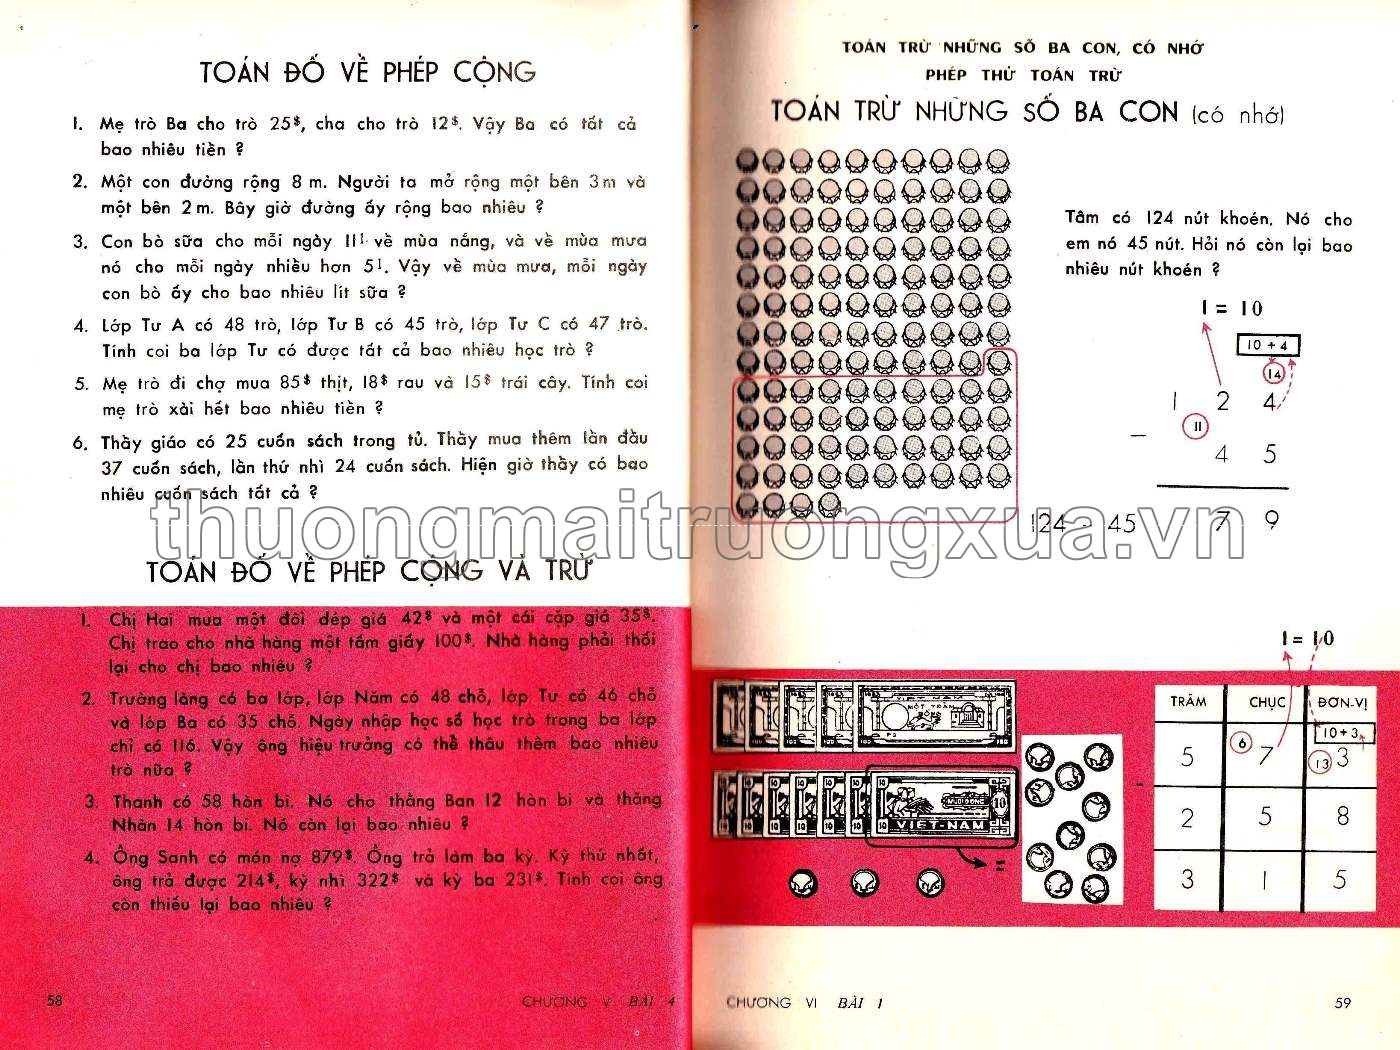 TOÁN ĐỐ VỀ PHÉP CỘNG
1. Mẹ trò Ba cho trò 25$, cha cho trò 12$. Vậy Ba có tất cả
bao nhiêu tiền ?
2. Một con đường rộng 8 m. Người ta mở rộng một bên 3 m và
một bên 2 m. Bây giờ đường ấy rộng bao nhiêu ?
3. Con bò sữa cho mỗi ngày 11l về mùa nắng, và về mùa mưa
nó cho mỗi ngày nhiều hơn 5l. Vậy về mùa mưa, mỗi ngày
con bò ấy cho bao nhiêu lít sữa ?
4. Lớp Tư A có 48 trò, lớp Tư B có 45 trò, lớp Tư C có 47 trò.
Tính coi ba lớp Tư có được tất cả bao nhiêu học trò ?
5. Mẹ trò đi chợ mua 85$ thịt, 18$ rau và 15$ trái cây. Tính coi
mẹ trò xài hết bao nhiêu tiền ?
6. Thầy giáo có 25 cuốn sách trong tủ. Thầy mua thêm lần đầu
37 cuốn sách, lần thứ nhì 24 cuốn sách. Hiện giờ thầy có bao
nhiêu cuốn sách tất cả ?
thuongmaitruongxua.vn
TOÁN ĐỐ VỀ PHÉP CỘNG VÀ TRỪ
1. Chị Hai mua một đôi dép giá 42$ và một cái cặp giá 35$.
Chị trao cho nhà hàng một tấm giấy 100$. Nhà hàng phải thối
lại cho chị bao nhiêu ?
2. Trường làng có ba lớp, lớp Năm có 48 chỗ, lớp Tư có 46 chỗ
và lớp Ba có 35 chỗ. Ngày nhập học số học trò trong ba lớp
chỉ có 116. Vậy ông hiệu trưởng có thể thâu thêm bao nhiêu
trò nữa ?
3. Thanh có 58 hòn bi. Nó cho thằng Ban 12 hòn bi và thằng
Nhân 14 hòn bi. Nó còn lại bao nhiêu ?
4. Ông Sanh có món nợ 879$. Ông trả làm ba kỳ. Kỳ thứ nhất,
ông trả được 214$, kỳ nhì 322$ và kỳ ba 231$. Tính coi ông
còn thiếu lại bao nhiêu ?
58
CHƯƠNG V BÀI 4
TOÁN TRỪ NHỮNG SỐ BA CON, CÓ NHỚ
PHÉP THỬ TOÁN TRỪ
TOÁN TRỪ NHỮNG SỐ BA CON (có nhớ)
Tâm có 124 nút khoén. Nó cho
em nó 45 nút. Hỏi nó còn lại bao
nhiêu nút khoén ?
1 = 10
10 + 4
14
1 2 4
11
−
4 5
124 - 45 7 9
1 = 10
TRĂM CHỤC ĐƠN-VỊ
10 + 3
5 6 7 13 3
-
2 5 8
3 1 5
VIỆT NAM
MỘT TRĂM
100 100 100 100
10 10 10 10 10
MƯỜI ĐỒNG
10
VIỆT-NAM
=
CHƯƠNG VI BÀI 1
59